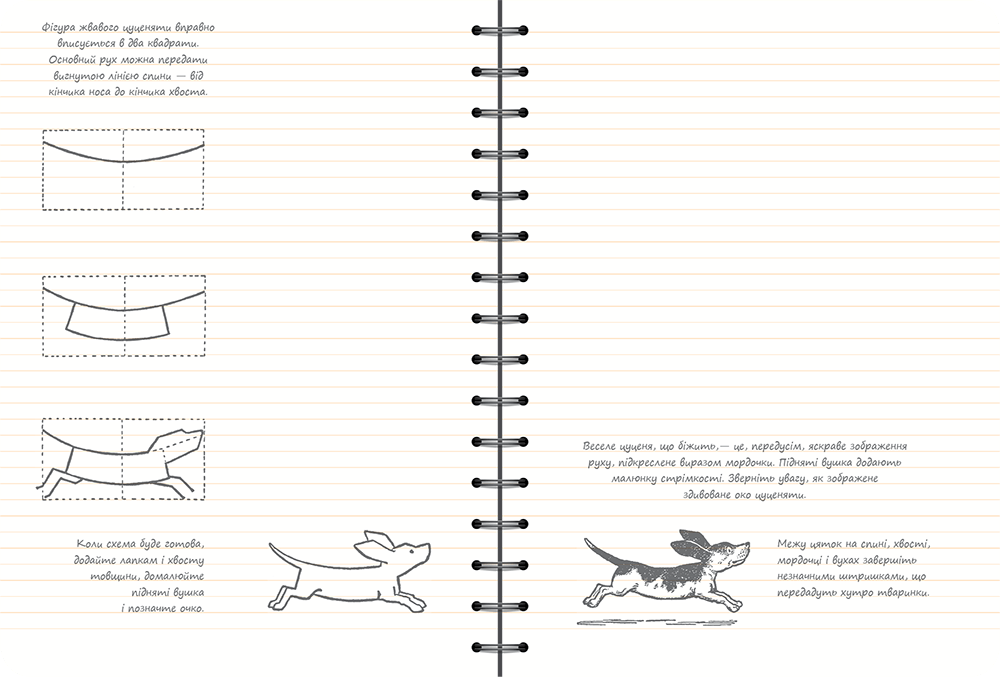 Фігура жвавого цуценяти вправно
вписується в два квадрати.
Основний рух можна передати
вигнутою лінією спини — від
кінчика носа до кінчика хвоста.
Коли схема буде готова,
додайте лапкам і хвосту
товщини, домалюйте
підняті вушка
і позначте очко.
Веселе цуценя, що біжить,— це, передусім, яскраве зображення
руху, підкреслене виразом мордочки. Підняті вушка додають
малюнку стрімкості. Зверніть увагу, як зображене
здивоване око цуценяти.
Межу цяток на спині, хвості,
мордочці і вухах завершіть
незначними штришками, що
передадуть хутро тваринки.